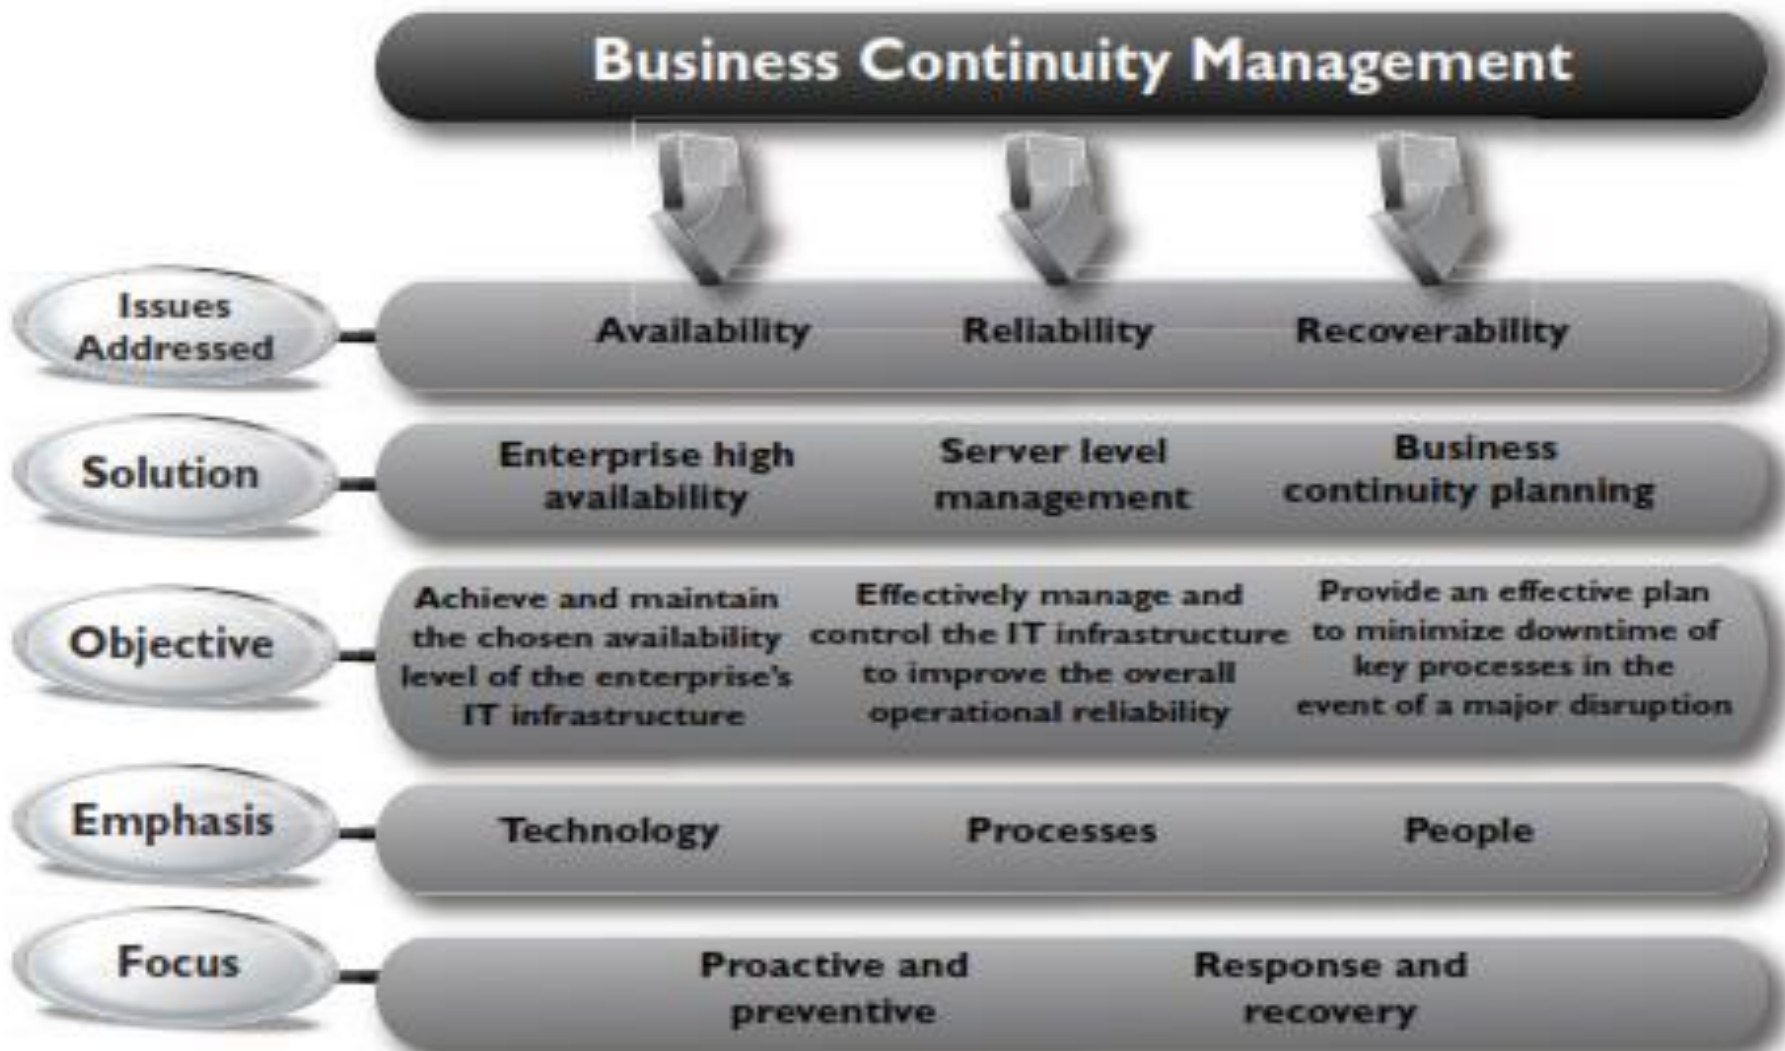 Business Continuity Management
Issues
Addressed
Availability
Reliability
Recoverability
Solution
Enterprise high
availability
Server level
management
Business
continuity planning
Objective
Achieve and maintain
the chosen availability
level of the enterprise's
IT infrastructure
Effectively manage and
control the IT infrastructure
to improve the overall
operational reliability
Provide an effective plan
to minimize downtime of
key processes in the
event of a major disruption
Emphasis
Technology
Processes
People
Focus
Proactive and
preventive
Response and
recovery